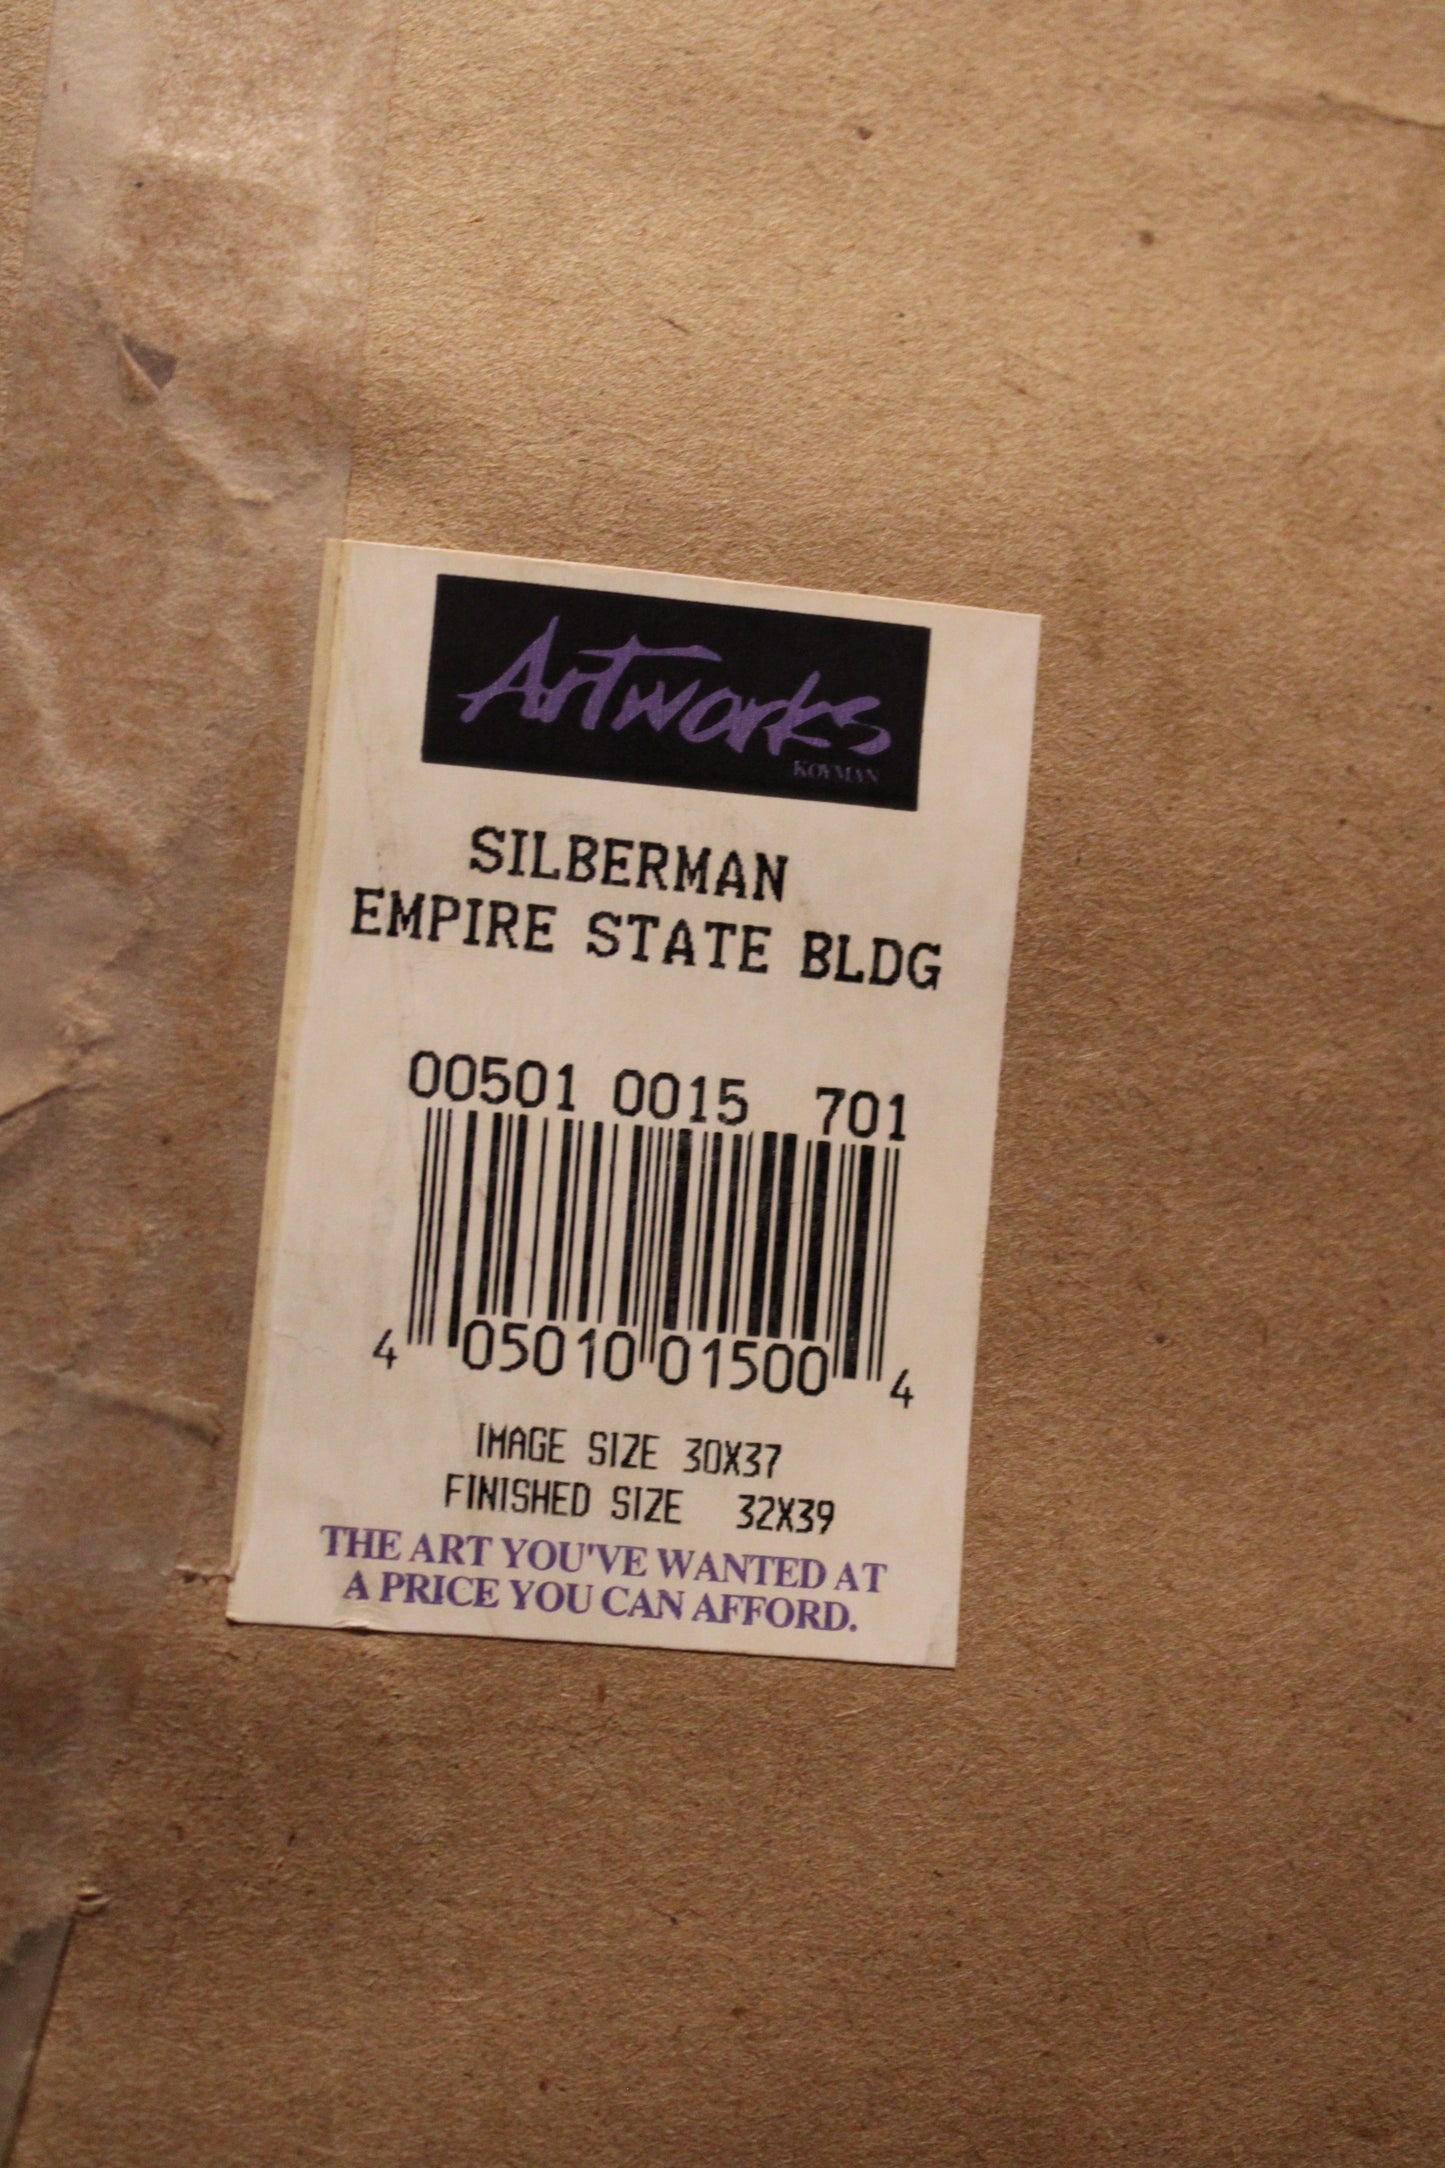 Artworks
KOYMAN
SILBERMAN
EMPIRE STATE BLDG
00501 0015 701
4 05010 01500 4
IMAGE SIZE 30X37
FINISHED SIZE 32X39
THE ART YOU'VE WANTED AT
A PRICE YOU CAN AFFORD.